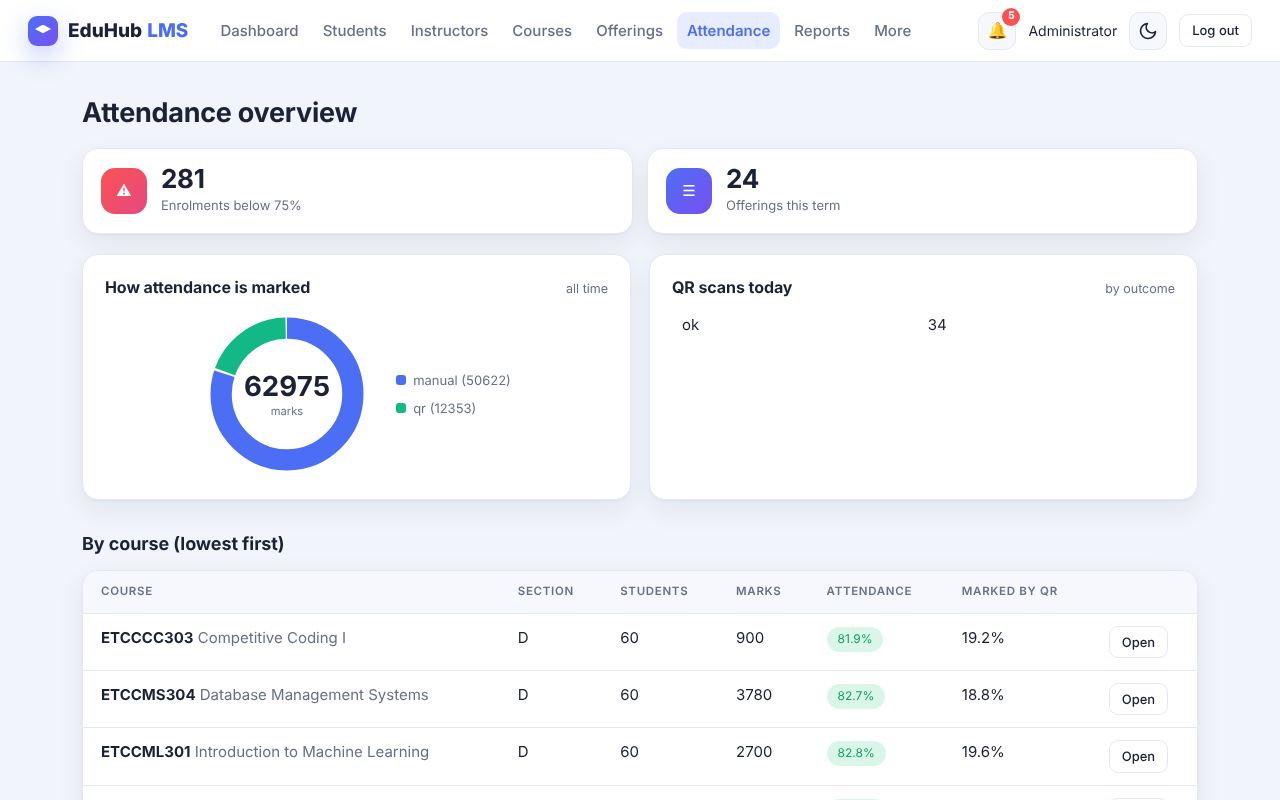 EduHub LMS
Dashboard
Students
Instructors
Courses
Offerings
Attendance
Reports
More
5
Administrator
Log out
Attendance overview
281
Enrolments below 75%
24
Offerings this term
How attendance is marked
all time
62975
marks
manual (50622)
qr (12353)
QR scans today
by outcome
ok 34
By course (lowest first)
COURSE SECTION STUDENTS MARKS ATTENDANCE MARKED BY QR
ETCCCC303 Competitive Coding I D 60 900 81.9% 19.2% Open
ETCCMS304 Database Management Systems D 60 3780 82.7% 18.8% Open
ETCCML301 Introduction to Machine Learning D 60 2700 82.8% 19.6% Open